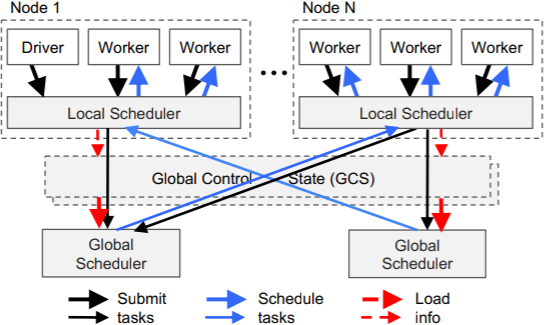 Node 1
Node N
Driver
Worker
Worker
...
Worker
Worker
Worker
Local Scheduler
Local Scheduler
Global Control State (GCS)
Global
Scheduler
Global
Scheduler
Submit
tasks
Schedule
tasks
Load
info